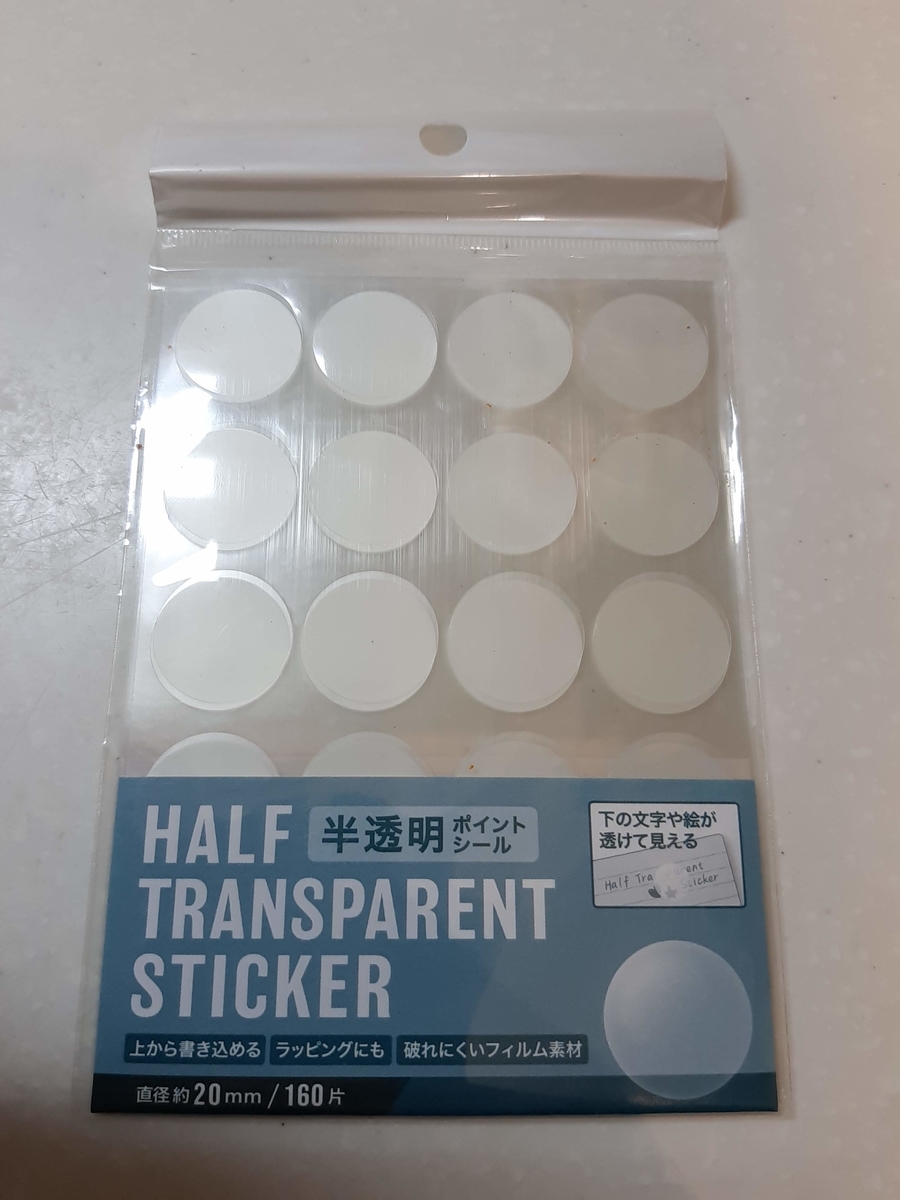 HALF
半透明
ポイント
シール
TRANSPARENT
STICKER
下の文字や絵が
透けて見える
Half Tra ent
Sticker
上から書き込める
ラッピングにも
破れにくいフィルム素材
直径約20mm/160片